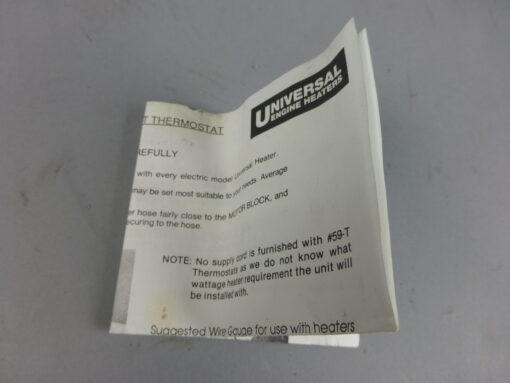 UNIVERSAL
ENGINE HEATERS
T THERMOSTAT
REFULLY
with every electric model Universal Heater.
may be set most suitable to your needs. Average
er hose fairly close to the MOTOR BLOCK, and
ecuring to the hose.
NOTE: No supply cord is furnished with #59-T
Thermostats as we do not know what
wattage heater requirement the unit will
be installed with.
Suggested Wire Gauge for use with heaters